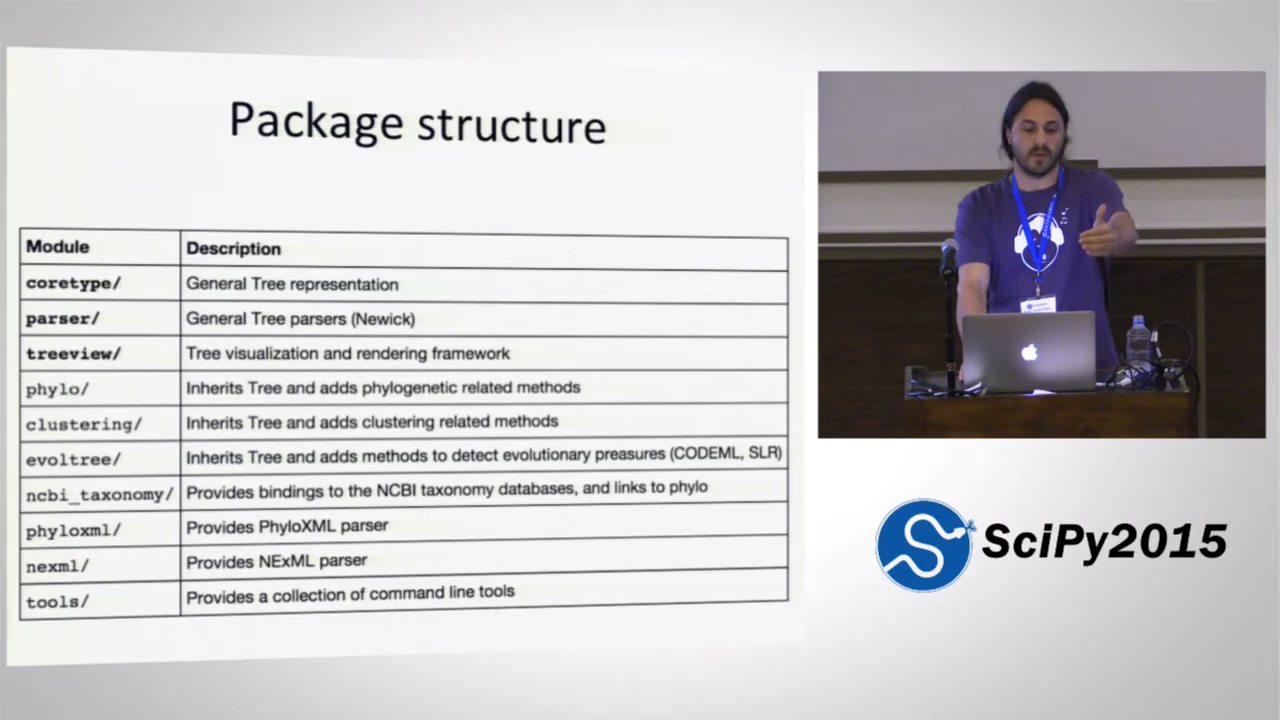 Package structure
Module Description
coretype/ General Tree representation
parser/ General Tree parsers (Newick)
treeview/ Tree visualization and rendering framework
phylo/ Inherits Tree and adds phylogenetic related methods
clustering/ Inherits Tree and adds clustering related methods
evoltree/ Inherits Tree and adds methods to detect evolutionary preasures (CODEML, SLR)
ncbi_taxonomy/ Provides bindings to the NCBI taxonomy databases, and links to phylo
phyloxml/ Provides PhyloXML parser
nexml/ Provides NExML parser
tools/ Provides a collection of command line tools
SciPy2015